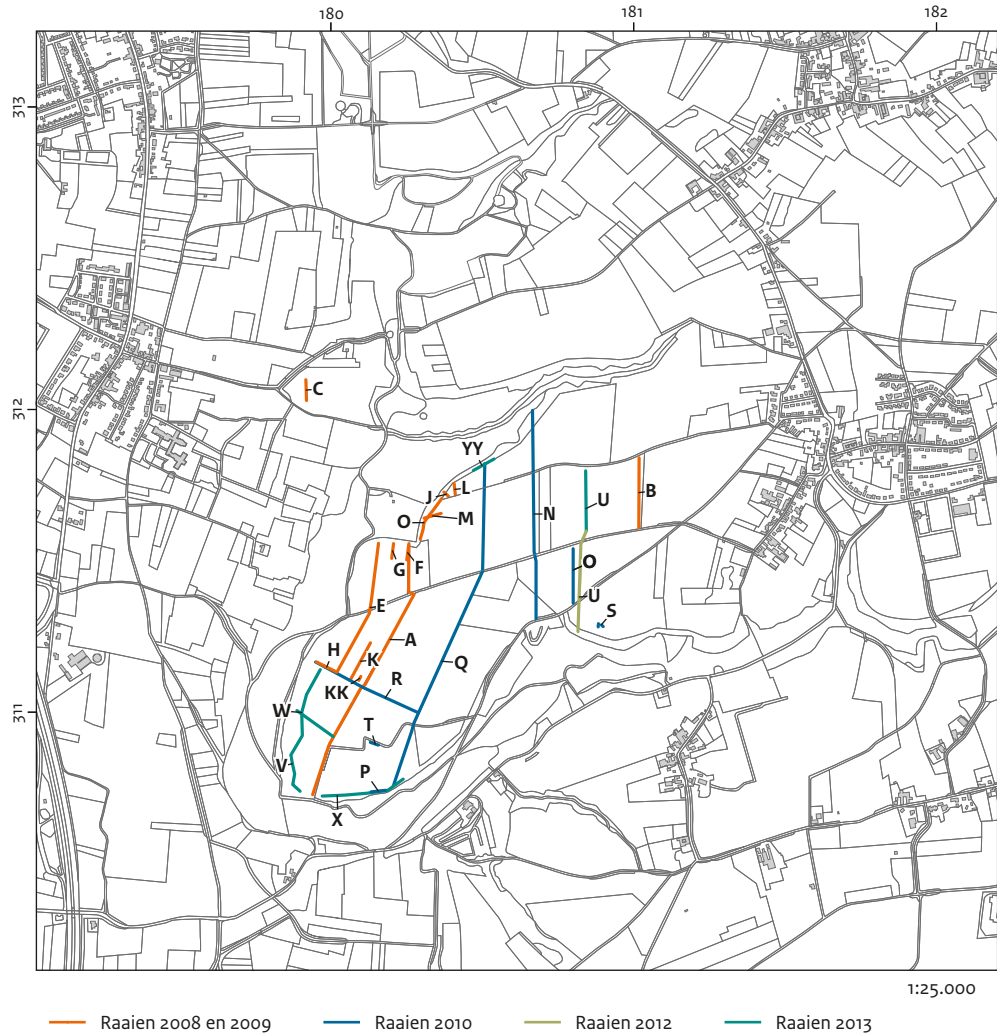 180 181 182
313
312
311
C
YY
L
J
M
O
N
U
B
G
F
O
U
S
E
A
H
K
KK
R
Q
W
T
V
P
X
1:25.000
Raaien 2008 en 2009 Raaien 2010 Raaien 2012 Raaien 2013